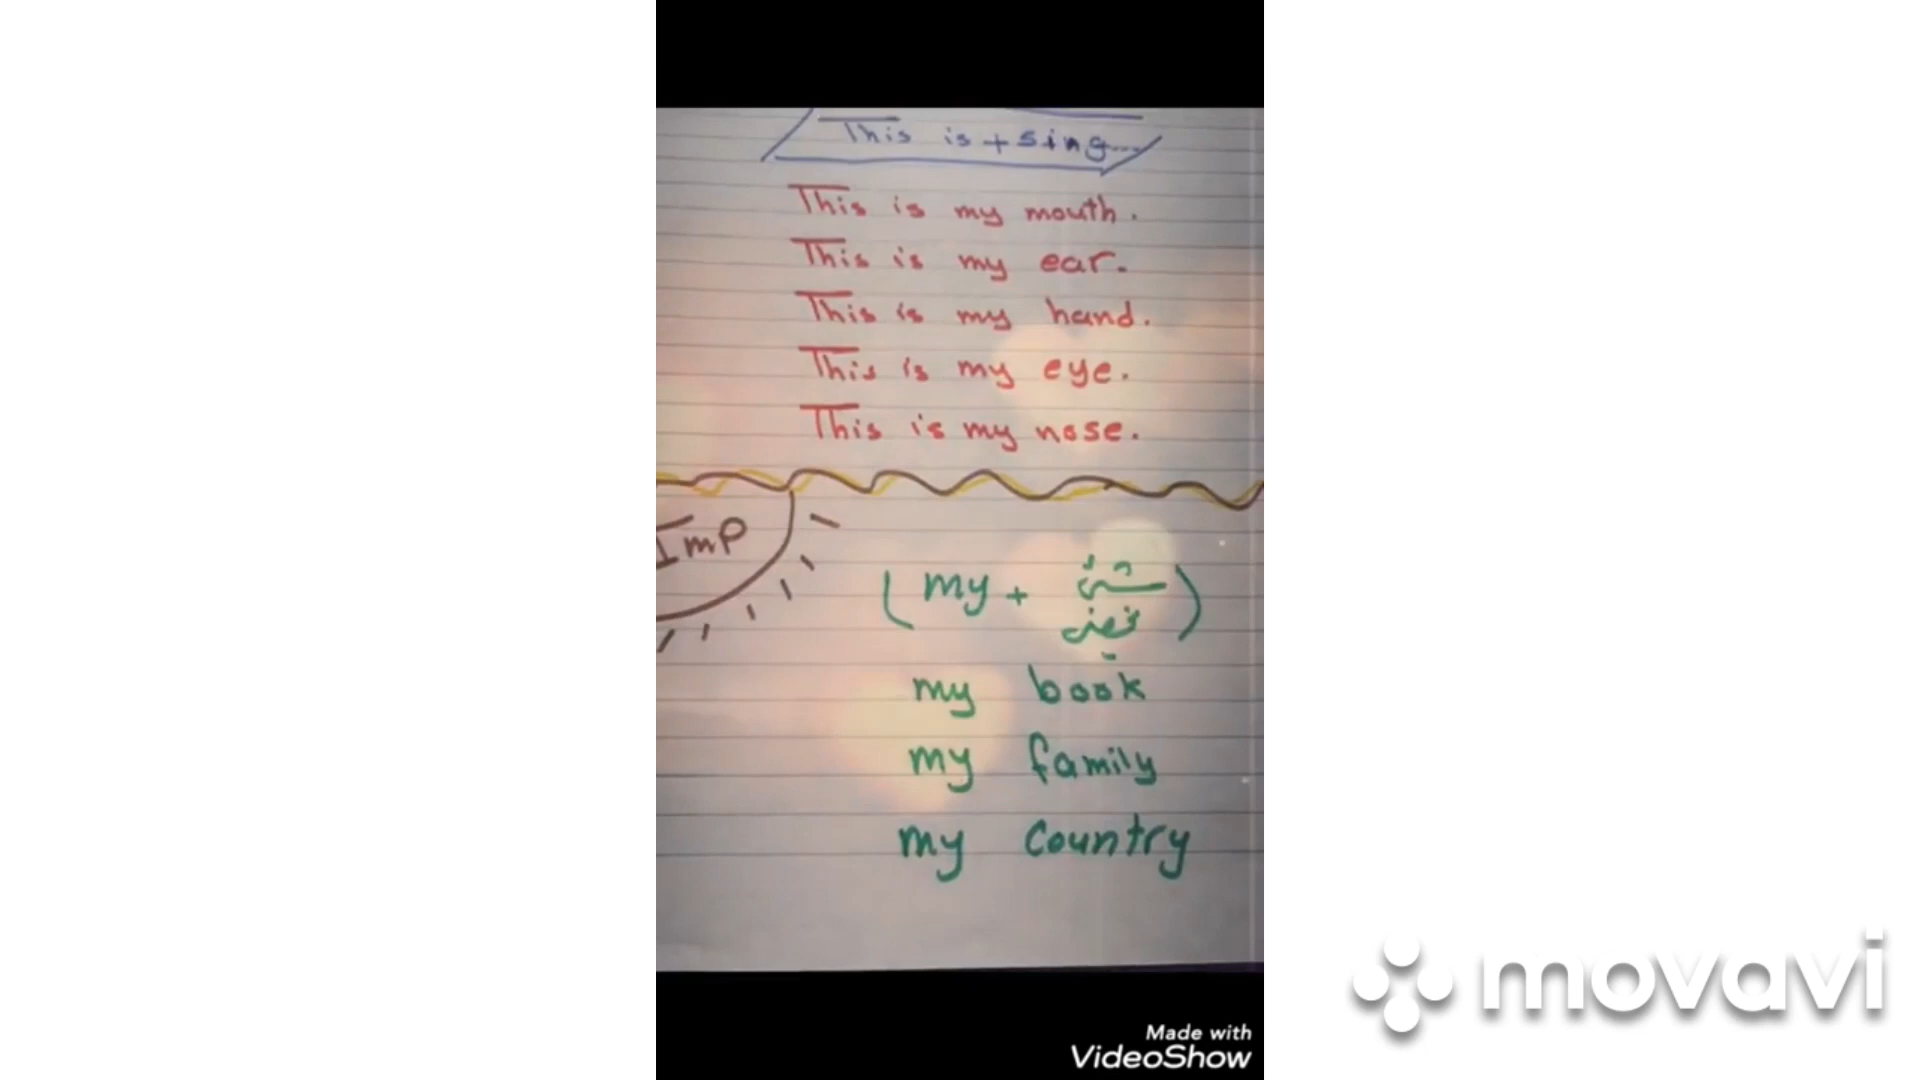 This is + sing...
This is my mouth.
This is my ear.
This is my hand.
This is my eye.
This is my nose.
Imp
(my + شئ)
my book
my family
my country
Made with
VideoShow
movavi